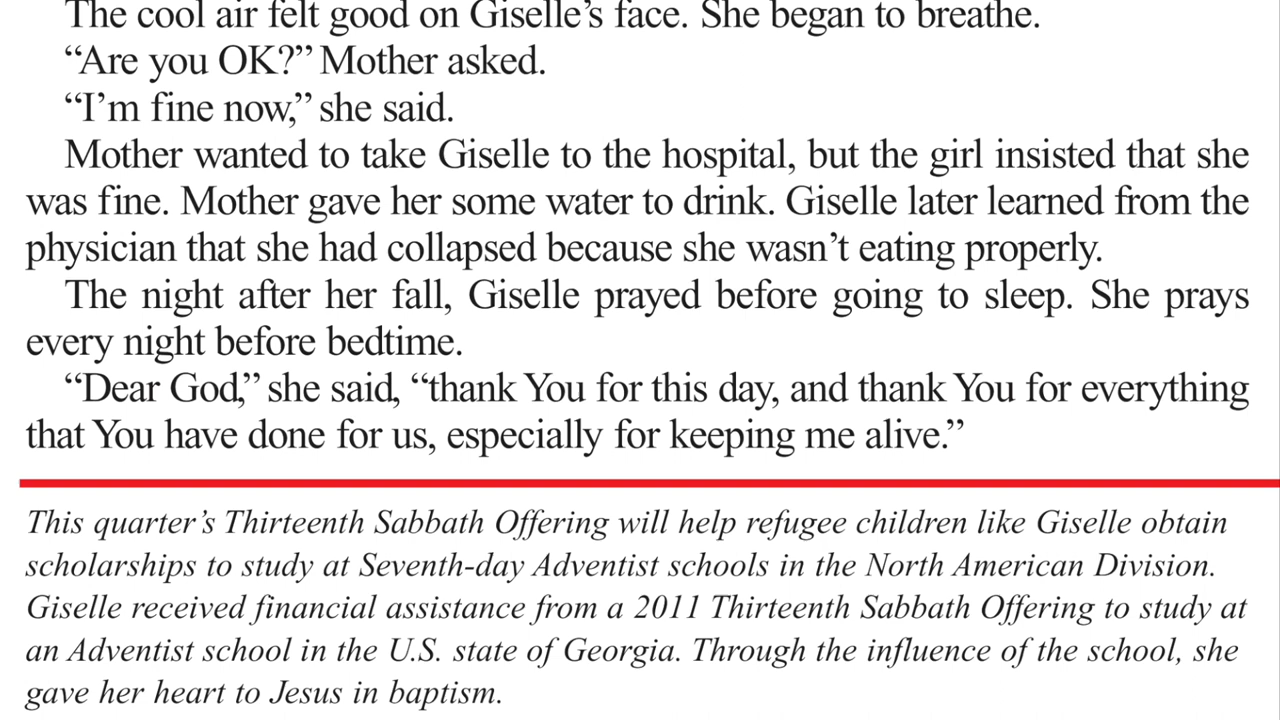 The cool air felt good on Giselle’s face. She began to breathe.
“Are you OK?” Mother asked.
“I’m fine now,” she said.
Mother wanted to take Giselle to the hospital, but the girl insisted that she
was fine. Mother gave her some water to drink. Giselle later learned from the
physician that she had collapsed because she wasn’t eating properly.
The night after her fall, Giselle prayed before going to sleep. She prays
every night before bedtime.
“Dear God,” she said, “thank You for this day, and thank You for everything
that You have done for us, especially for keeping me alive.”
This quarter’s Thirteenth Sabbath Offering will help refugee children like Giselle obtain
scholarships to study at Seventh-day Adventist schools in the North American Division.
Giselle received financial assistance from a 2011 Thirteenth Sabbath Offering to study at
an Adventist school in the U.S. state of Georgia. Through the influence of the school, she
gave her heart to Jesus in baptism.